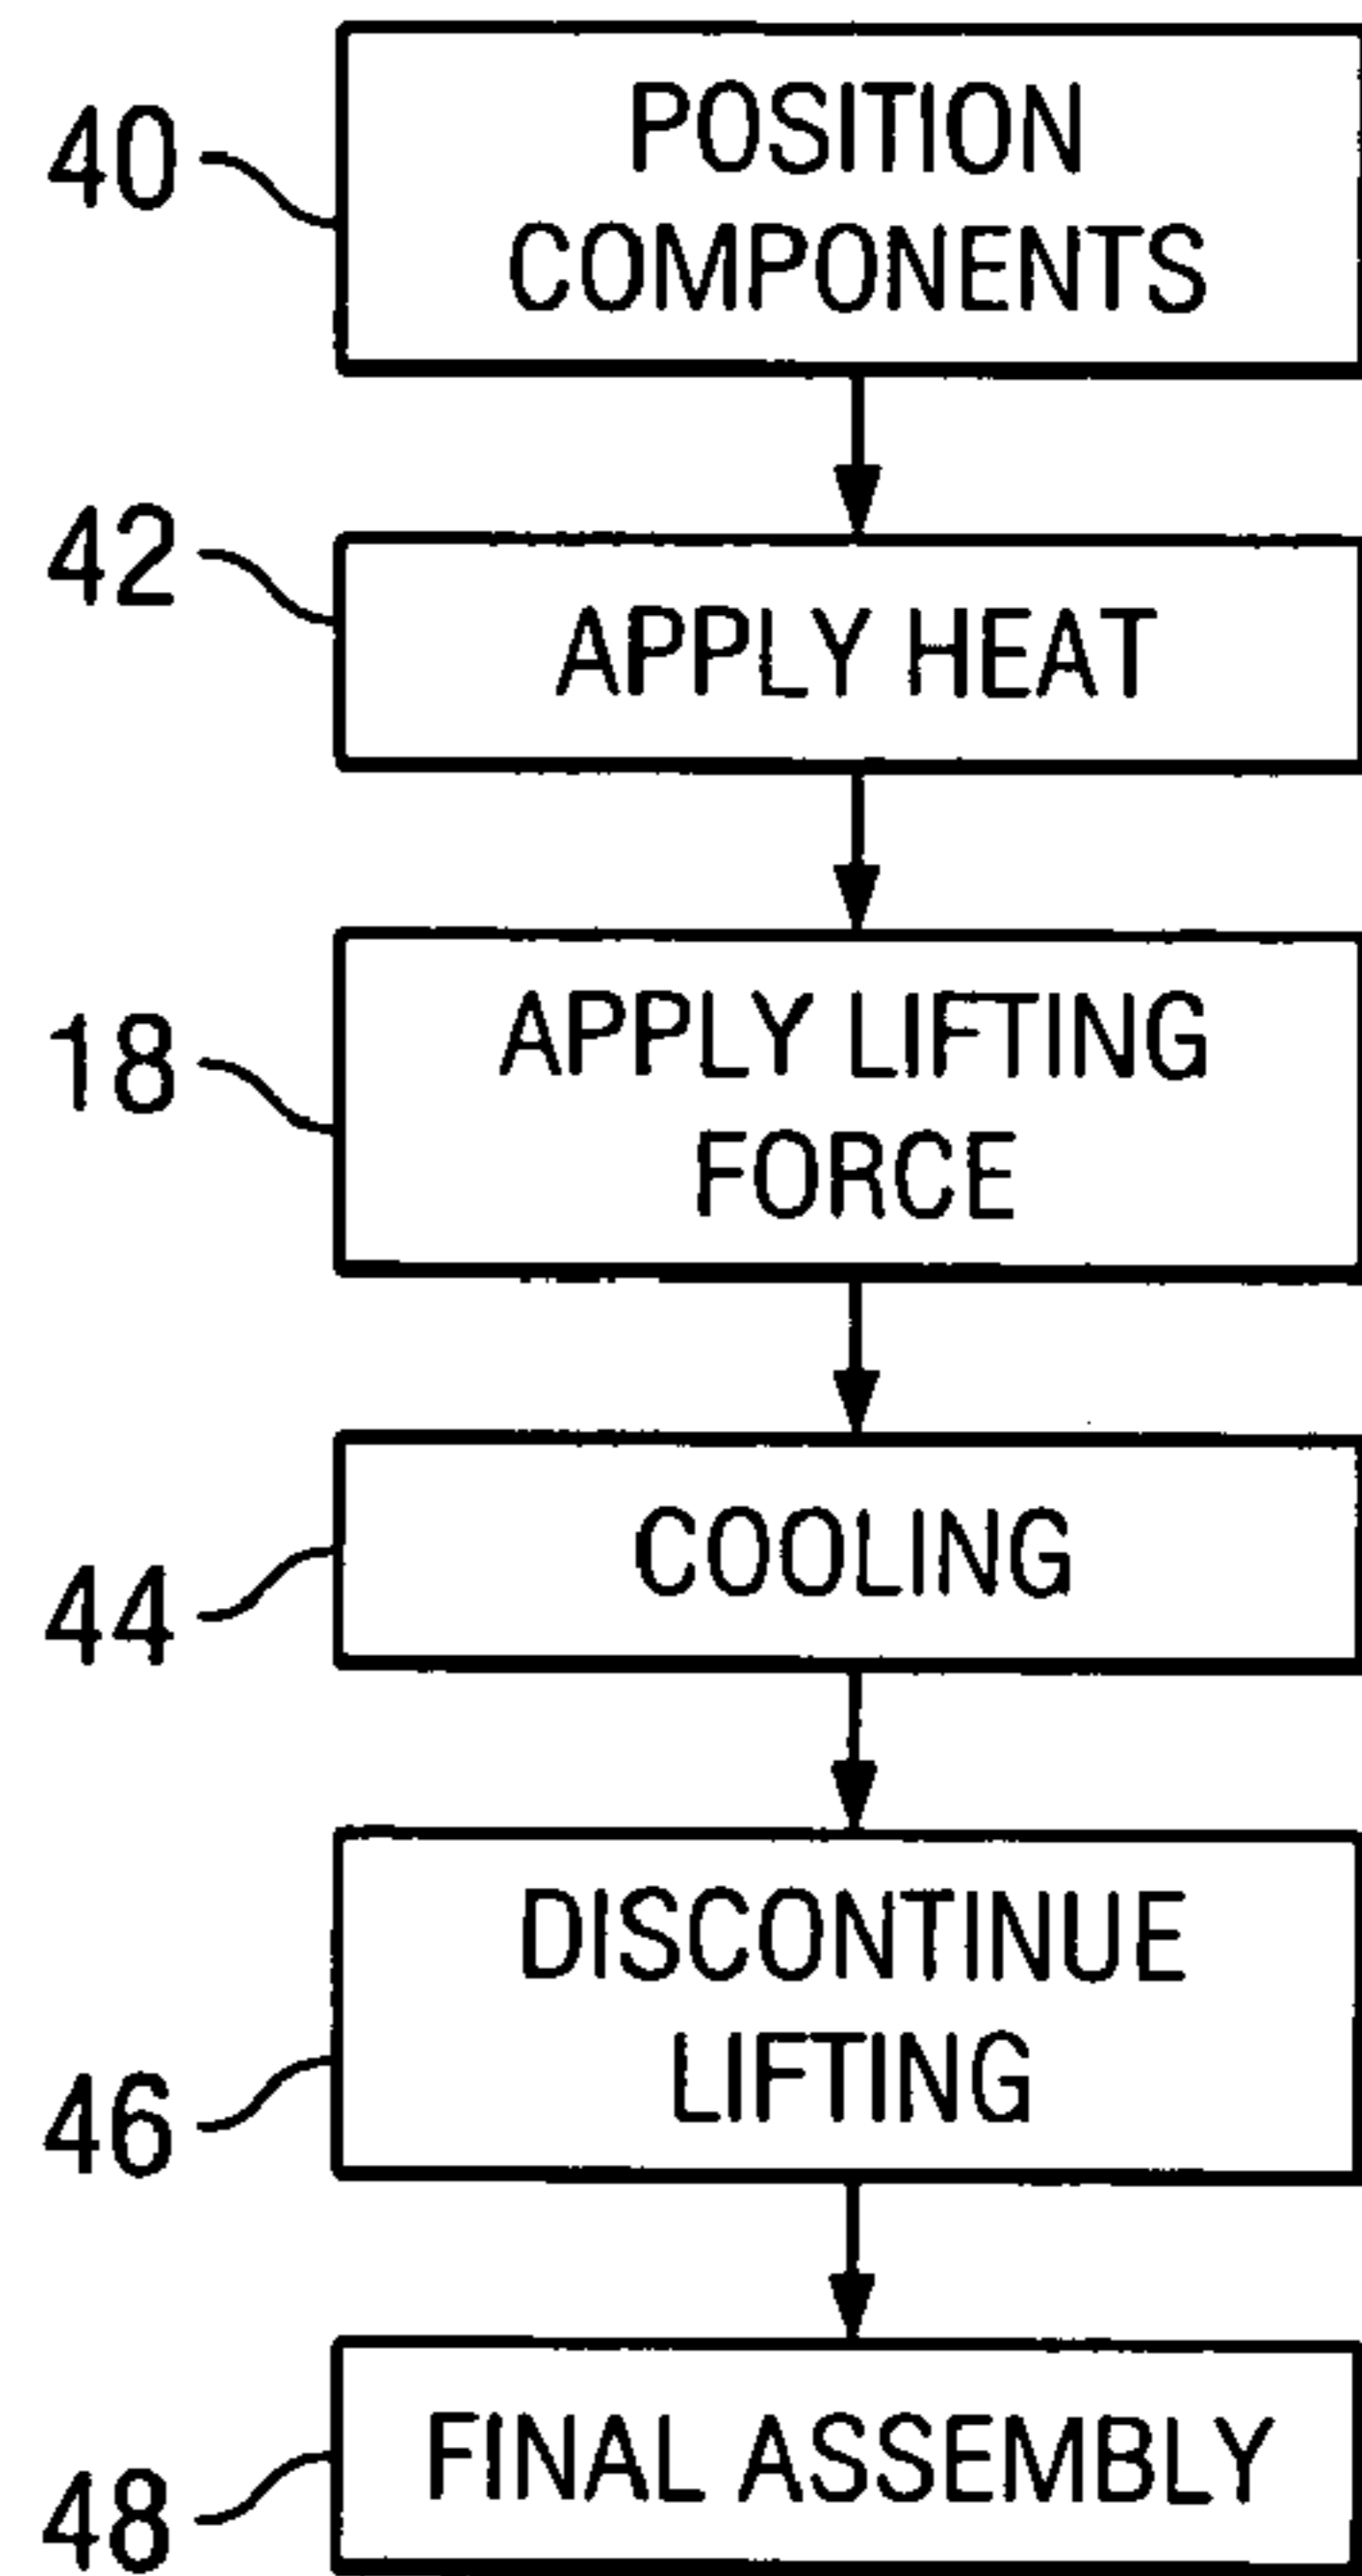 40
POSITION
COMPONENTS
42
APPLY HEAT
18
APPLY LIFTING
FORCE
44
COOLING
46
DISCONTINUE
LIFTING
48
FINAL ASSEMBLY